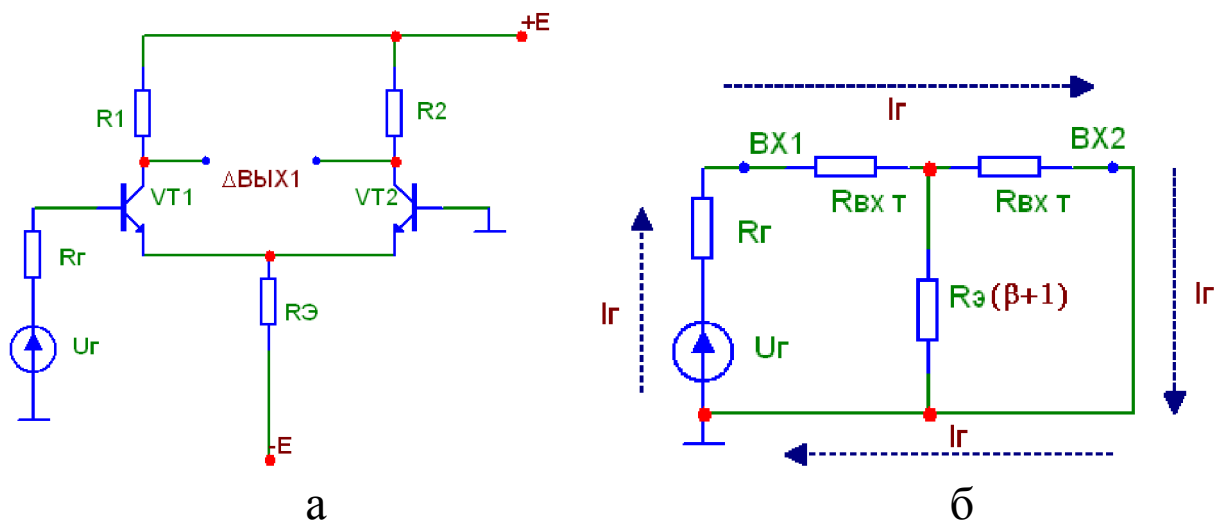 +E
R1
R2
ΔВЫХ1
VT1
VT2
Rг
RЭ
Uг
-E
а
Iг
ВХ1
ВХ2
Rвх т
Rвх т
Rг
Rэ(β+1)
Iг
Iг
Uг
Iг
б